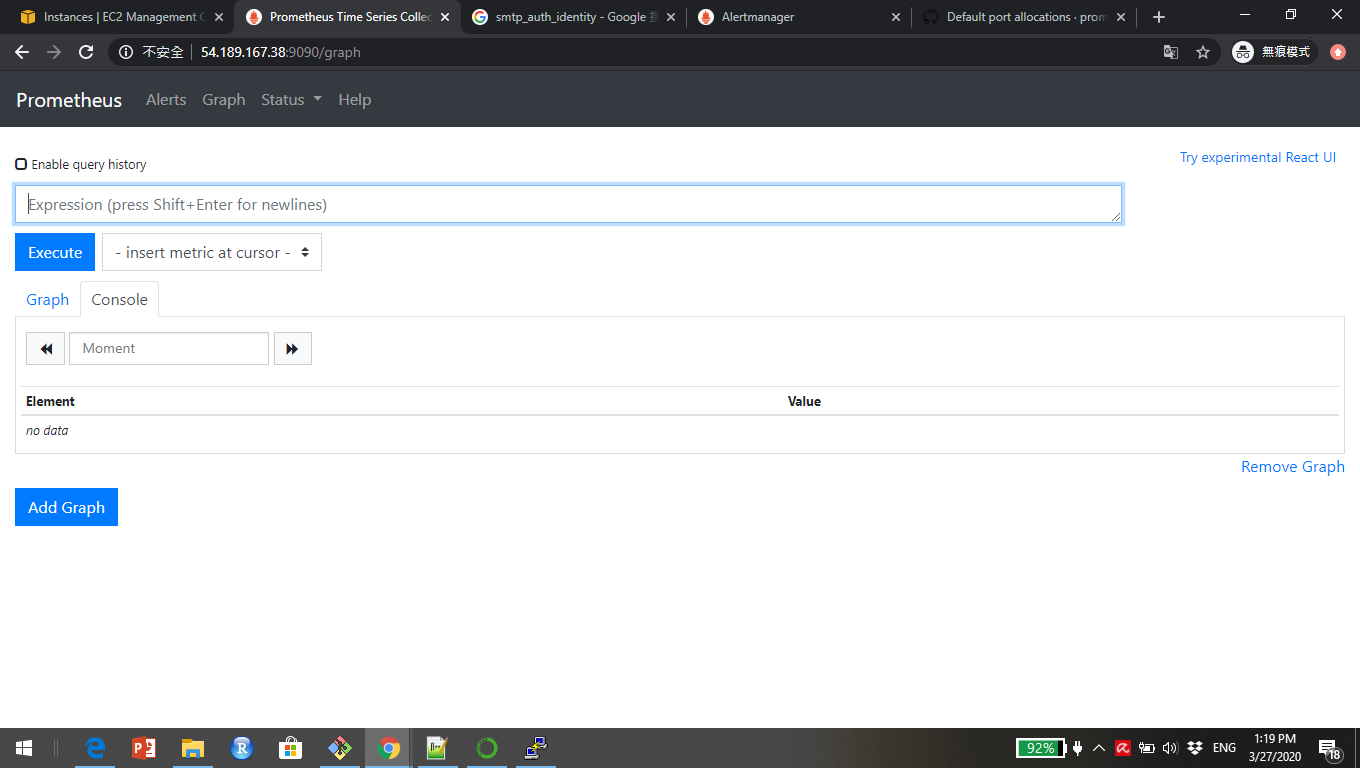 Instances | EC2 Management C
Prometheus Time Series Collec
smtp_auth_identity - Google
Alertmanager
Default port allocations · prom
不安全
54.189.167.38:9090/graph
無痕模式
Prometheus Alerts Graph Status Help
Enable query history
Try experimental React UI
Expression (press Shift+Enter for newlines)
Execute
- insert metric at cursor -
Graph Console
Moment
Element Value
no data
Remove Graph
Add Graph
92%
ENG
1:19 PM
3/27/2020
18